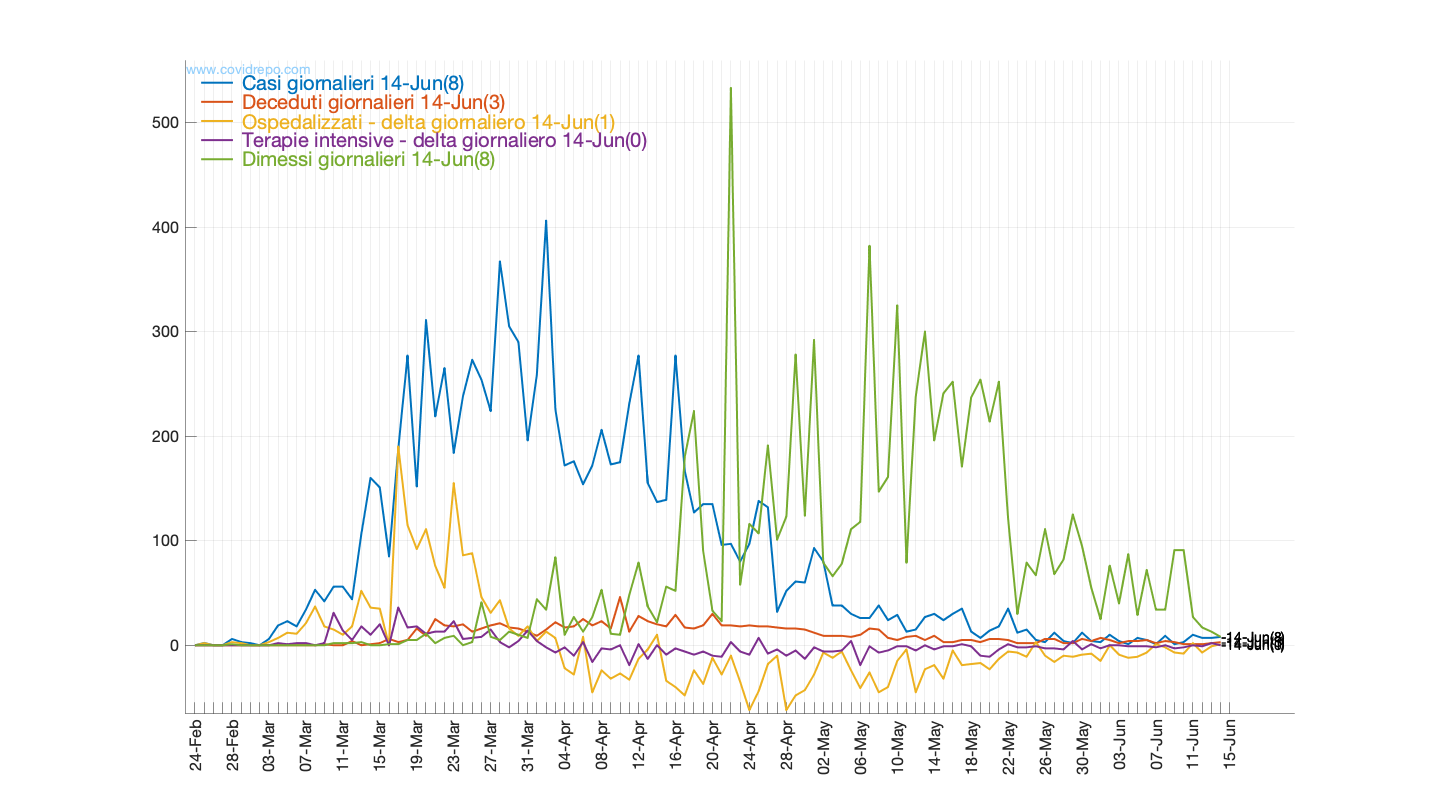 www.covidrepo.com
Casi giornalieri 14-Jun(8)
Deceduti giornalieri 14-Jun(3)
Ospedalizzati - delta giornaliero 14-Jun(1)
Terapie intensive - delta giornaliero 14-Jun(0)
Dimessi giornalieri 14-Jun(8)
500
400
300
200
100
0
24-Feb
28-Feb
03-Mar
07-Mar
11-Mar
15-Mar
19-Mar
23-Mar
27-Mar
31-Mar
04-Apr
08-Apr
12-Apr
16-Apr
20-Apr
24-Apr
28-Apr
02-May
06-May
10-May
14-May
18-May
22-May
26-May
30-May
03-Jun
07-Jun
11-Jun
15-Jun